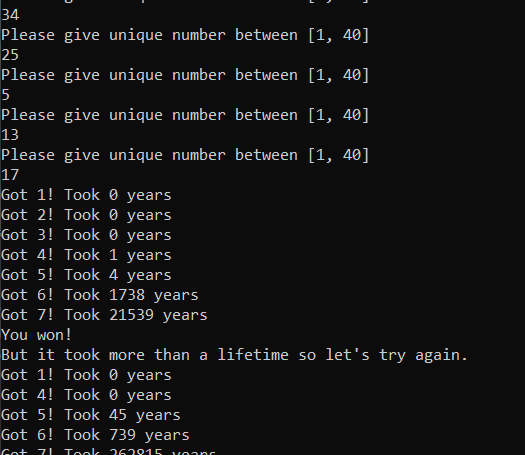 34
Please give unique number between [1, 40]
25
Please give unique number between [1, 40]
5
Please give unique number between [1, 40]
13
Please give unique number between [1, 40]
17
Got 1! Took 0 years
Got 2! Took 0 years
Got 3! Took 0 years
Got 4! Took 1 years
Got 5! Took 4 years
Got 6! Took 1738 years
Got 7! Took 21539 years
You won!
But it took more than a lifetime so let's try again.
Got 1! Took 0 years
Got 4! Took 0 years
Got 5! Took 45 years
Got 6! Took 739 years
Got 7! Took 262815 years